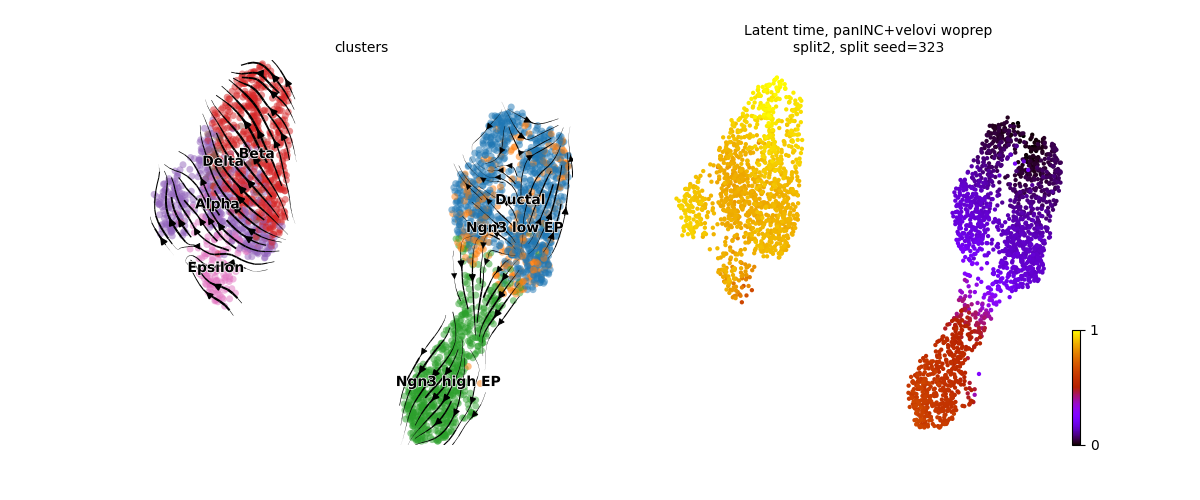 clusters
Delta
Beta
Alpha
Epsilon
Ductal
Ngn3 low EP
Ngn3 high EP
Latent time, panINC+velovi woprep
split2, split seed=323
1
0